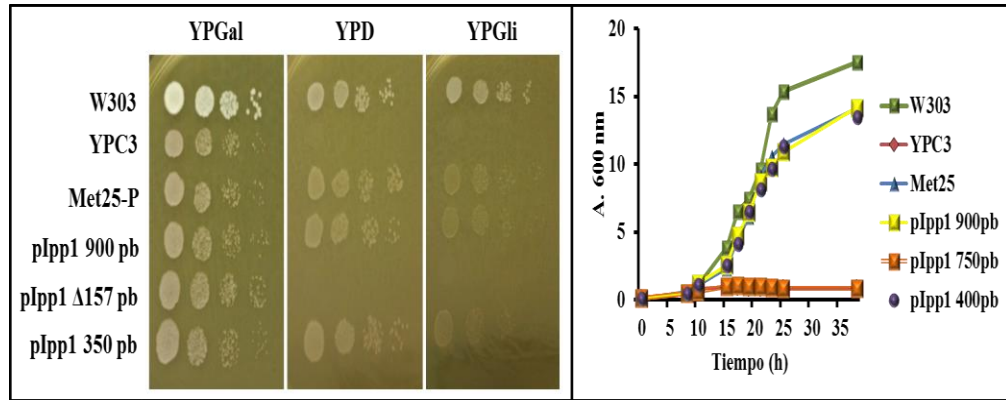 YPGal YPD YPGli
W303
YPC3
Met25-P
pIpp1 900 pb
pIpp1 Δ157 pb
pIpp1 350 pb
20
15
10
5
0
0 5 10 15 20 25 30 35
A. 600 nm
Tiempo (h)
W303
YPC3
Met25
pIpp1 900pb
pIpp1 750pb
pIpp1 400pb